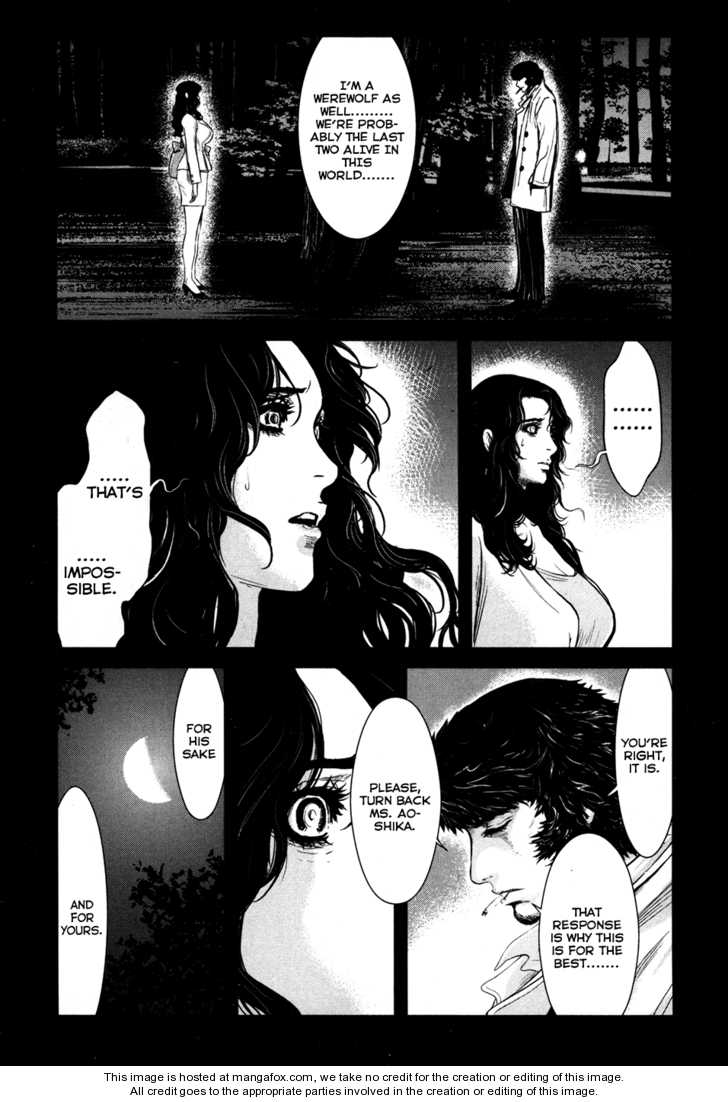 I'M A
WEREWOLF AS
WELL.........
WE'RE PROB-
ABLY THE LAST
TWO ALIVE IN
THIS
WORLD.......
......
......
.....
THAT'S
.....
IMPOS-
SIBLE.
YOU'RE
RIGHT,
IT IS.
THAT
RESPONSE
IS WHY THIS
IS FOR THE
BEST.......
PLEASE,
TURN BACK
MS. AO-
SHIKA.
FOR
HIS
SAKE
AND
FOR
YOURS.
This image is hosted at mangafox.com, we take no credit for the creation or editing of this image.
All credit goes to the appropriate parties involved in the creation or editing of this image.